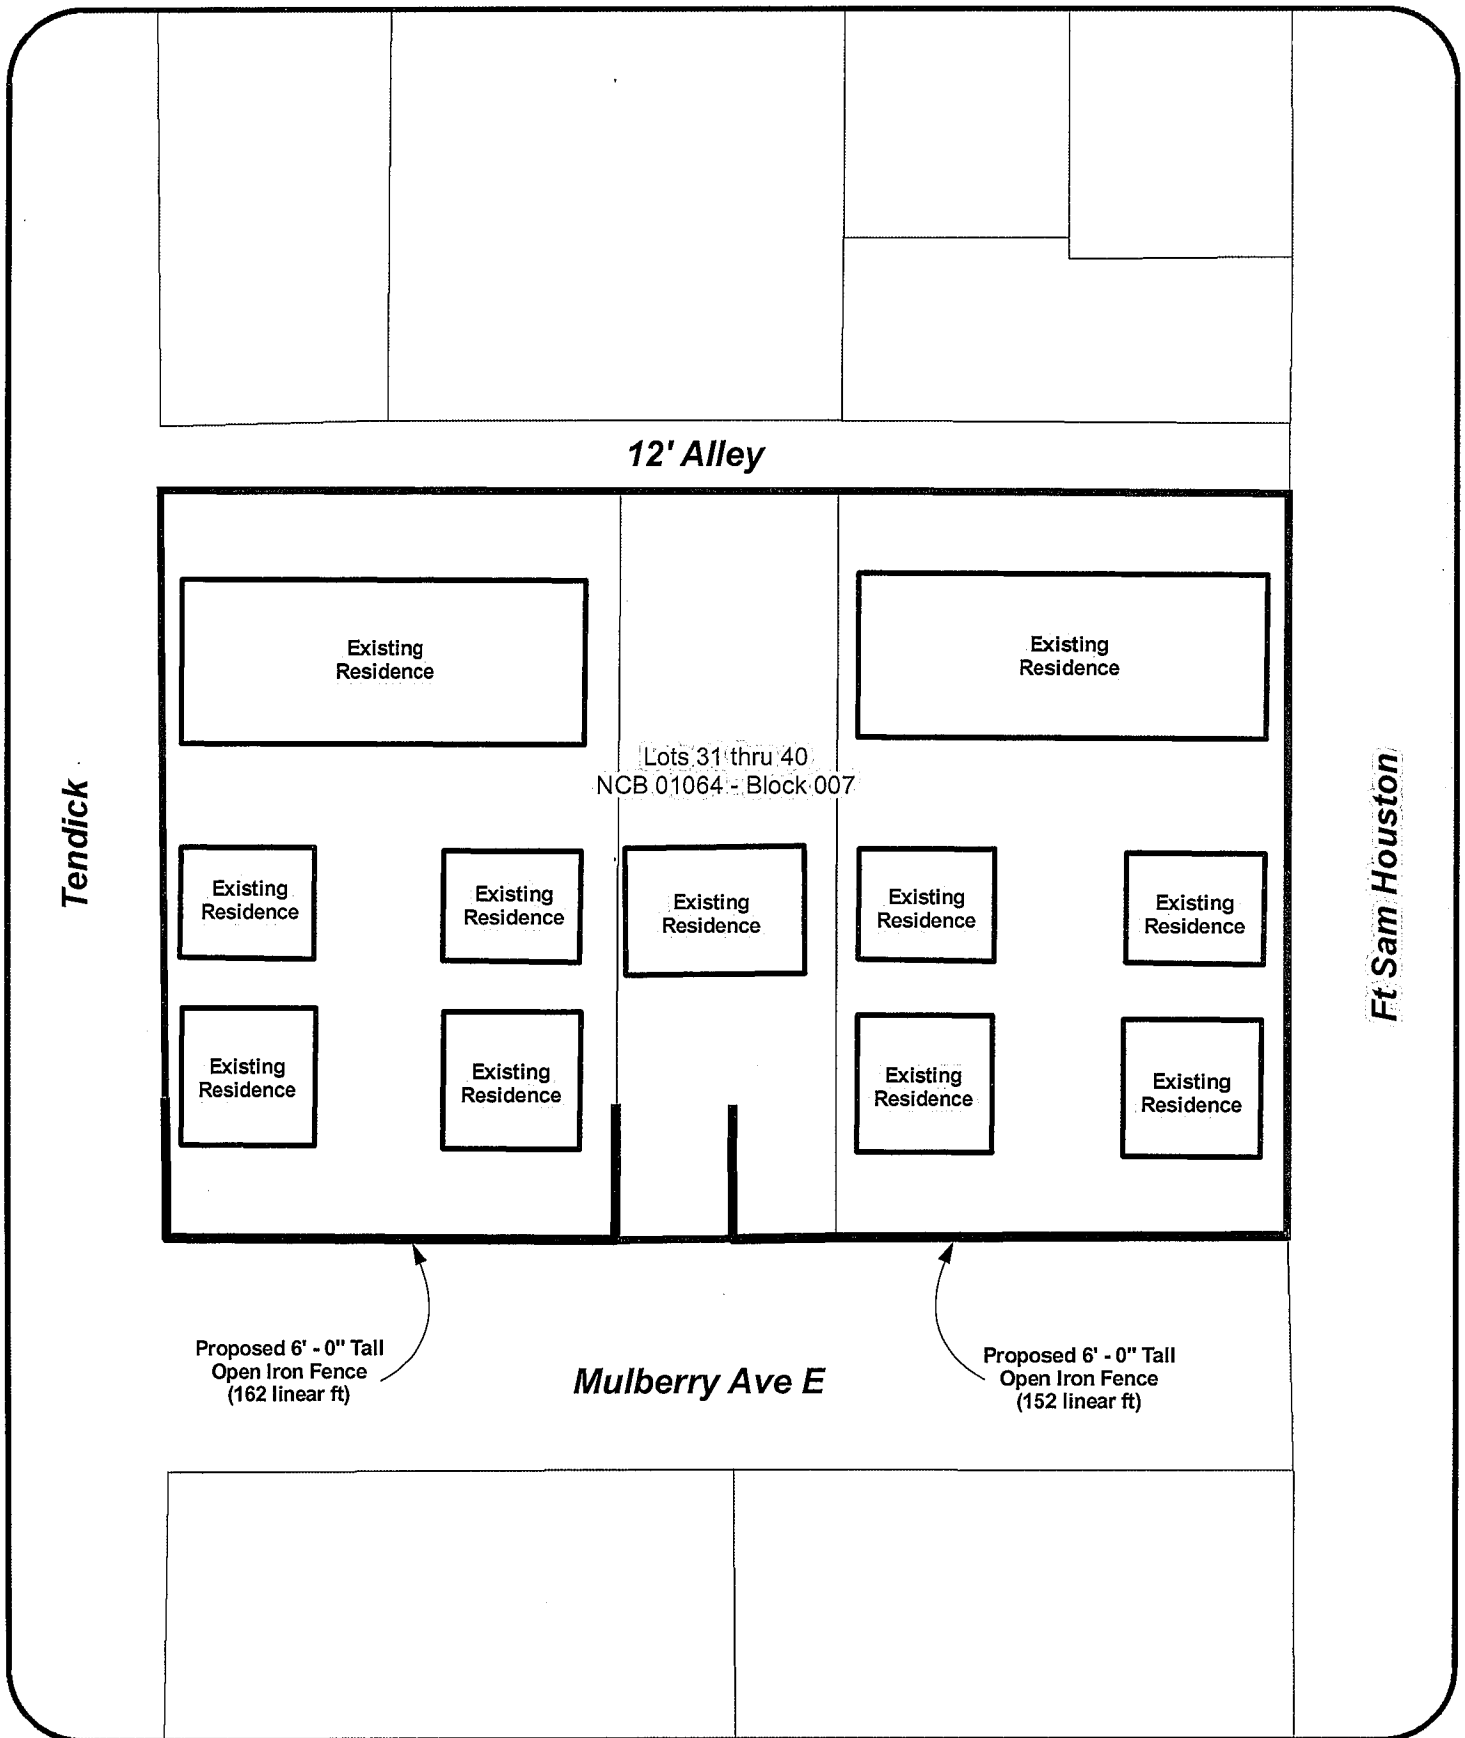 12' Alley
Existing
Residence
Existing
Residence
Lots 31 thru 40
NCB 01064 - Block 007
Tendick
Ft Sam Houston
Existing
Residence
Existing
Residence
Existing
Residence
Existing
Residence
Existing
Residence
Existing
Residence
Existing
Residence
Existing
Residence
Existing
Residence
Proposed 6' - 0" Tall
Open Iron Fence
(162 linear ft)
Mulberry Ave E
Proposed 6' - 0" Tall
Open Iron Fence
(152 linear ft)